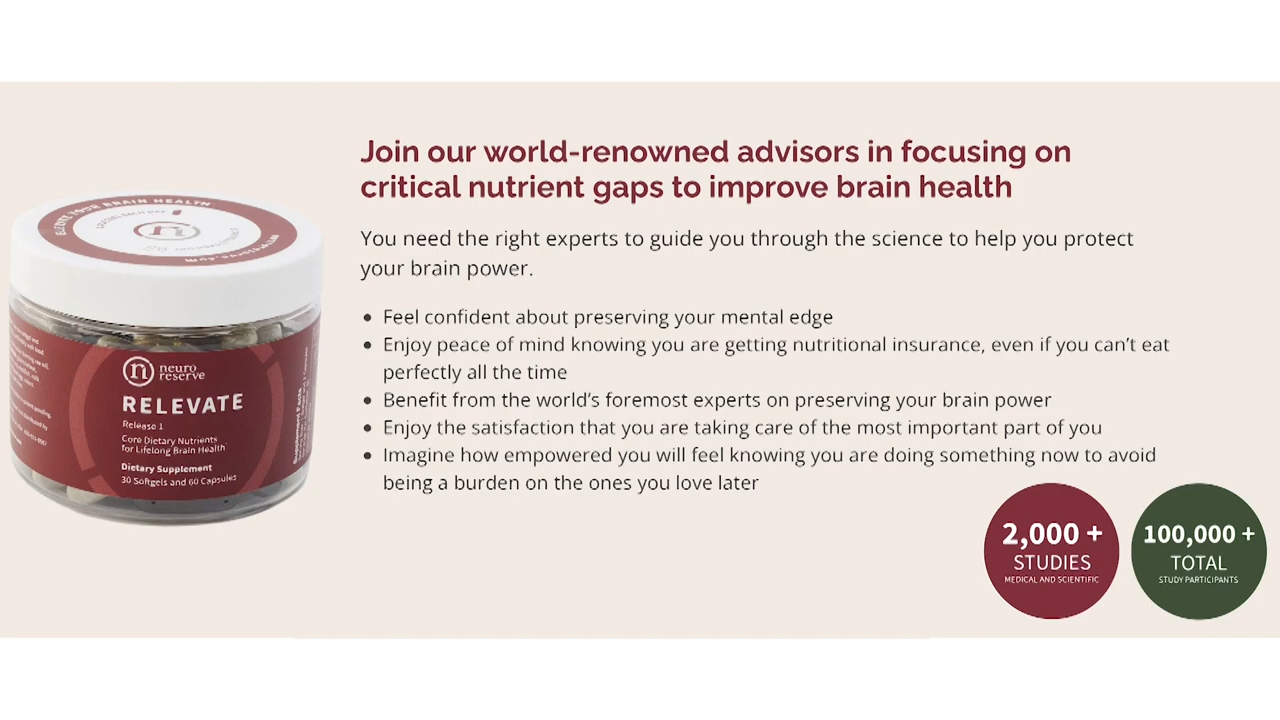 Join our world-renowned advisors in focusing on
critical nutrient gaps to improve brain health
You need the right experts to guide you through the science to help you protect
your brain power.
Feel confident about preserving your mental edge
Enjoy peace of mind knowing you are getting nutritional insurance, even if you can't eat
perfectly all the time
Benefit from the world's foremost experts on preserving your brain power
Enjoy the satisfaction that you are taking care of the most important part of you
Imagine how empowered you will feel knowing you are doing something now to avoid
being a burden on the ones you love later
YOUR BRAIN HEALTH
n
neuro
reserve
RELEVATE
Release 1
Core Dietary Nutrients
for Lifelong Brain Health
Dietary Supplement
30 Softgels and 60 Capsules
Supplement Facts
2,000 +
STUDIES
MEDICAL AND SCIENTIFIC
100,000 +
TOTAL
STUDY PARTICIPANTS